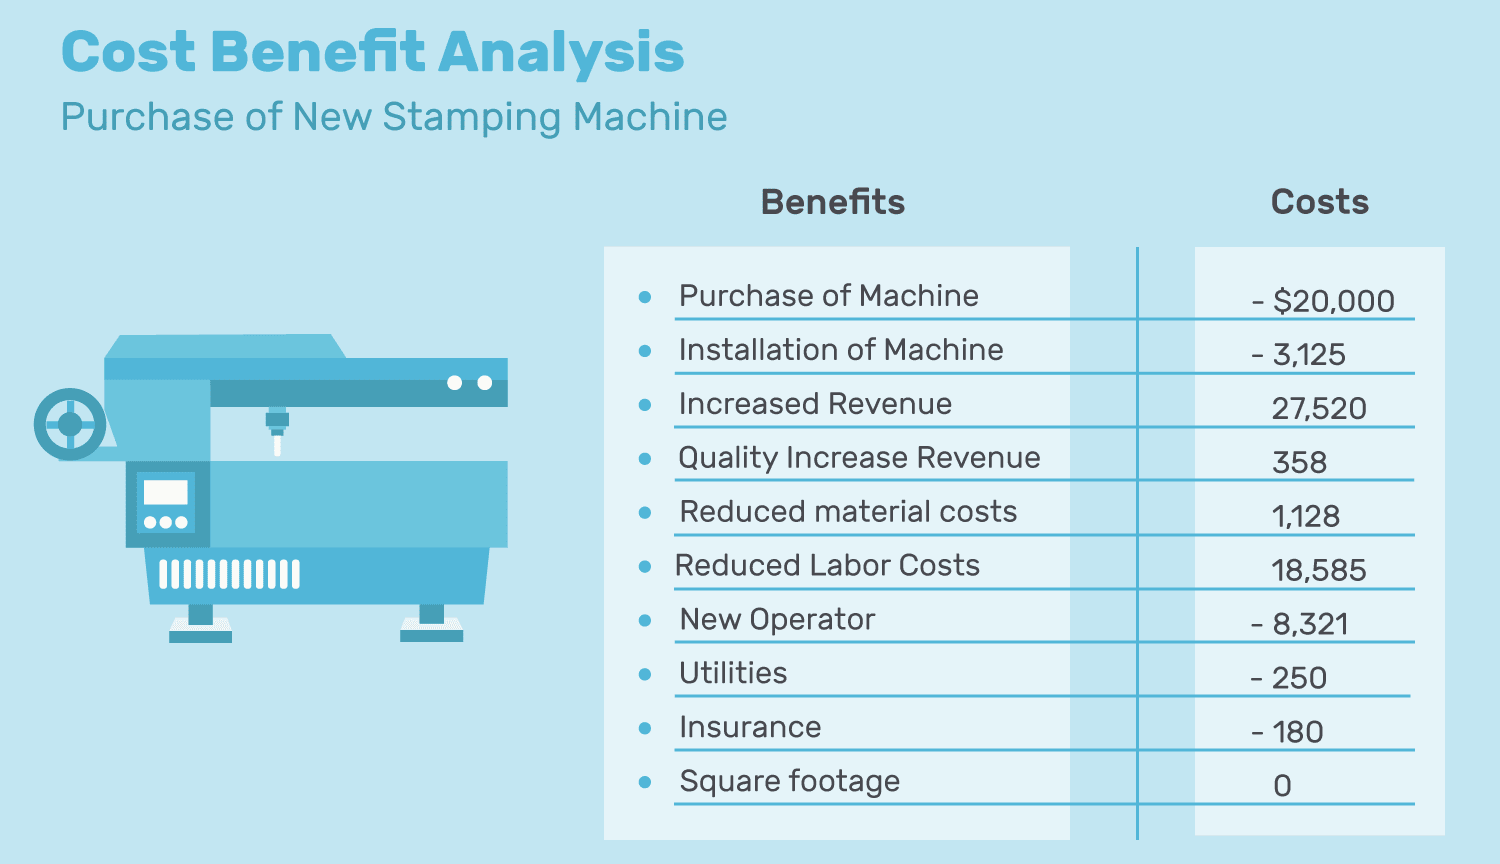 Cost Benefit Analysis
Purchase of New Stamping Machine
Benefits Costs
• Purchase of Machine - $20,000
• Installation of Machine - 3,125
• Increased Revenue 27,520
• Quality Increase Revenue 358
• Reduced material costs 1,128
• Reduced Labor Costs 18,585
• New Operator - 8,321
• Utilities - 250
• Insurance - 180
• Square footage 0